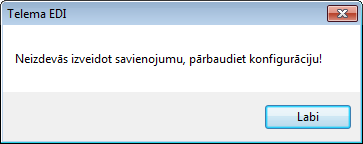 Telema EDI
Neizdevās izveidot savienojumu, pārbaudiet konfigurāciju!
Labi